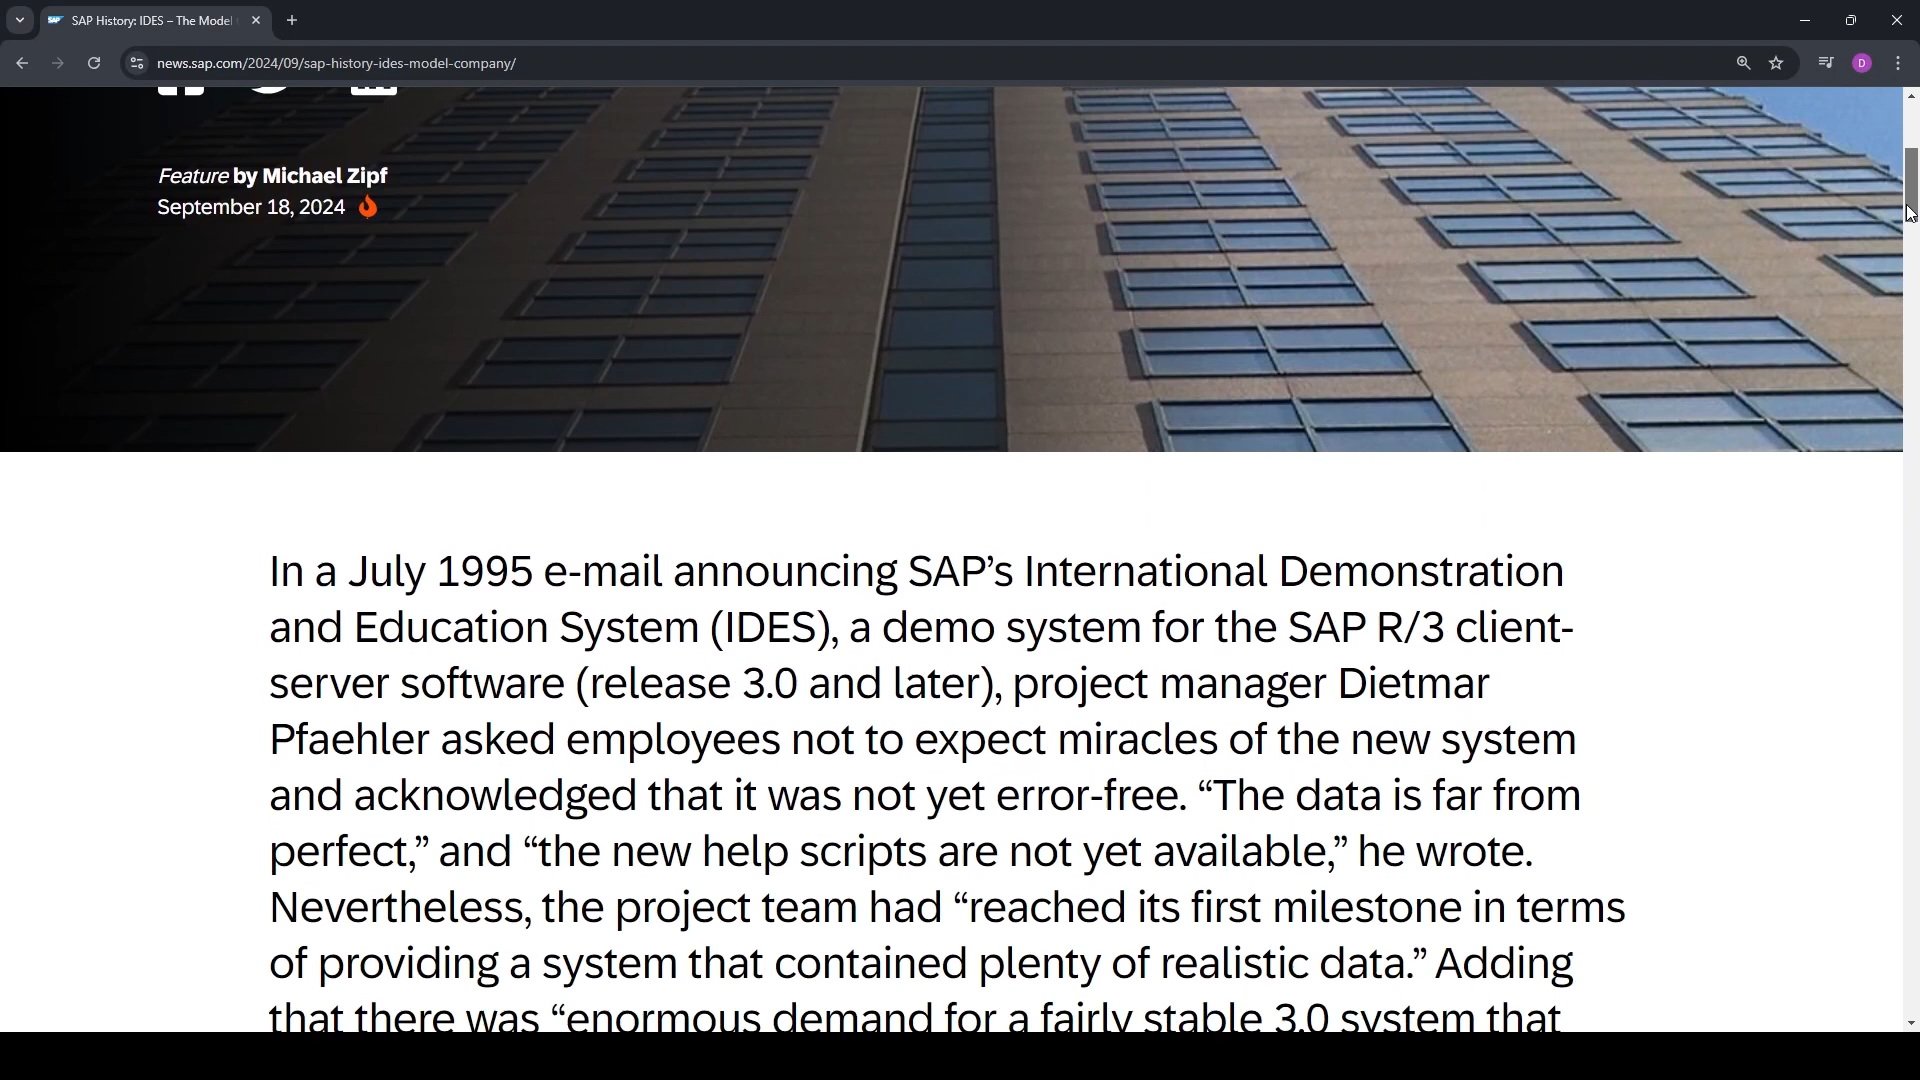 SAP History: IDES – The Model
news.sap.com/2024/09/sap-history-ides-model-company/
D
Feature by Michael Zipf
September 18, 2024
In a July 1995 e-mail announcing SAP’s International Demonstration
and Education System (IDES), a demo system for the SAP R/3 client-
server software (release 3.0 and later), project manager Dietmar
Pfaehler asked employees not to expect miracles of the new system
and acknowledged that it was not yet error-free. “The data is far from
perfect,” and “the new help scripts are not yet available,” he wrote.
Nevertheless, the project team had “reached its first milestone in terms
of providing a system that contained plenty of realistic data.” Adding
that there was “enormous demand for a fairly stable 3.0 system that